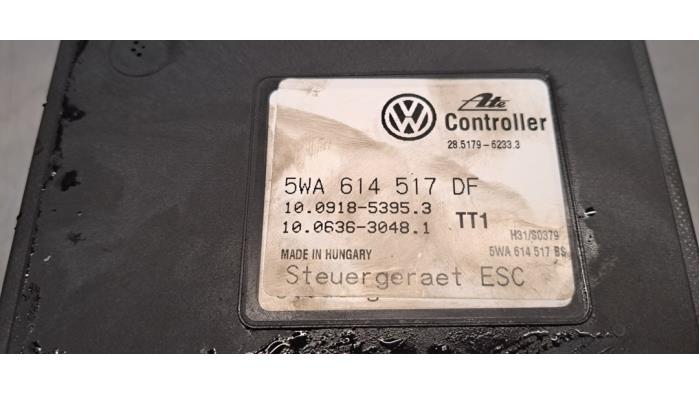 VW Ate
Controller
28.5179-6233.3
5WA 614 517 DF
10.0918-5395.3
10.0636-3048.1 TT1
H31/S0379
MADE IN HUNGARY 5WA 614 517 BS
Steuergeraet ESC